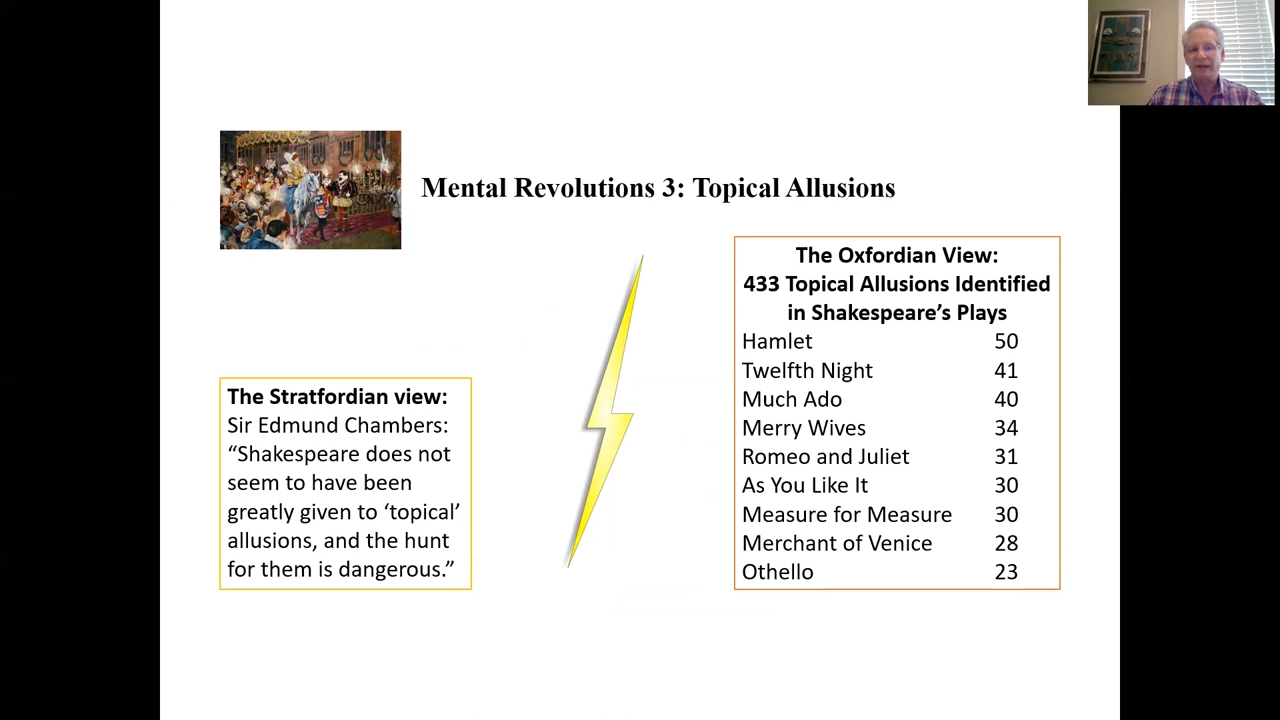 Mental Revolutions 3: Topical Allusions
The Stratfordian view:
Sir Edmund Chambers:
“Shakespeare does not
seem to have been
greatly given to ‘topical’
allusions, and the hunt
for them is dangerous.”
The Oxfordian View:
433 Topical Allusions Identified
in Shakespeare’s Plays
Hamlet 50
Twelfth Night 41
Much Ado 40
Merry Wives 34
Romeo and Juliet 31
As You Like It 30
Measure for Measure 30
Merchant of Venice 28
Othello 23